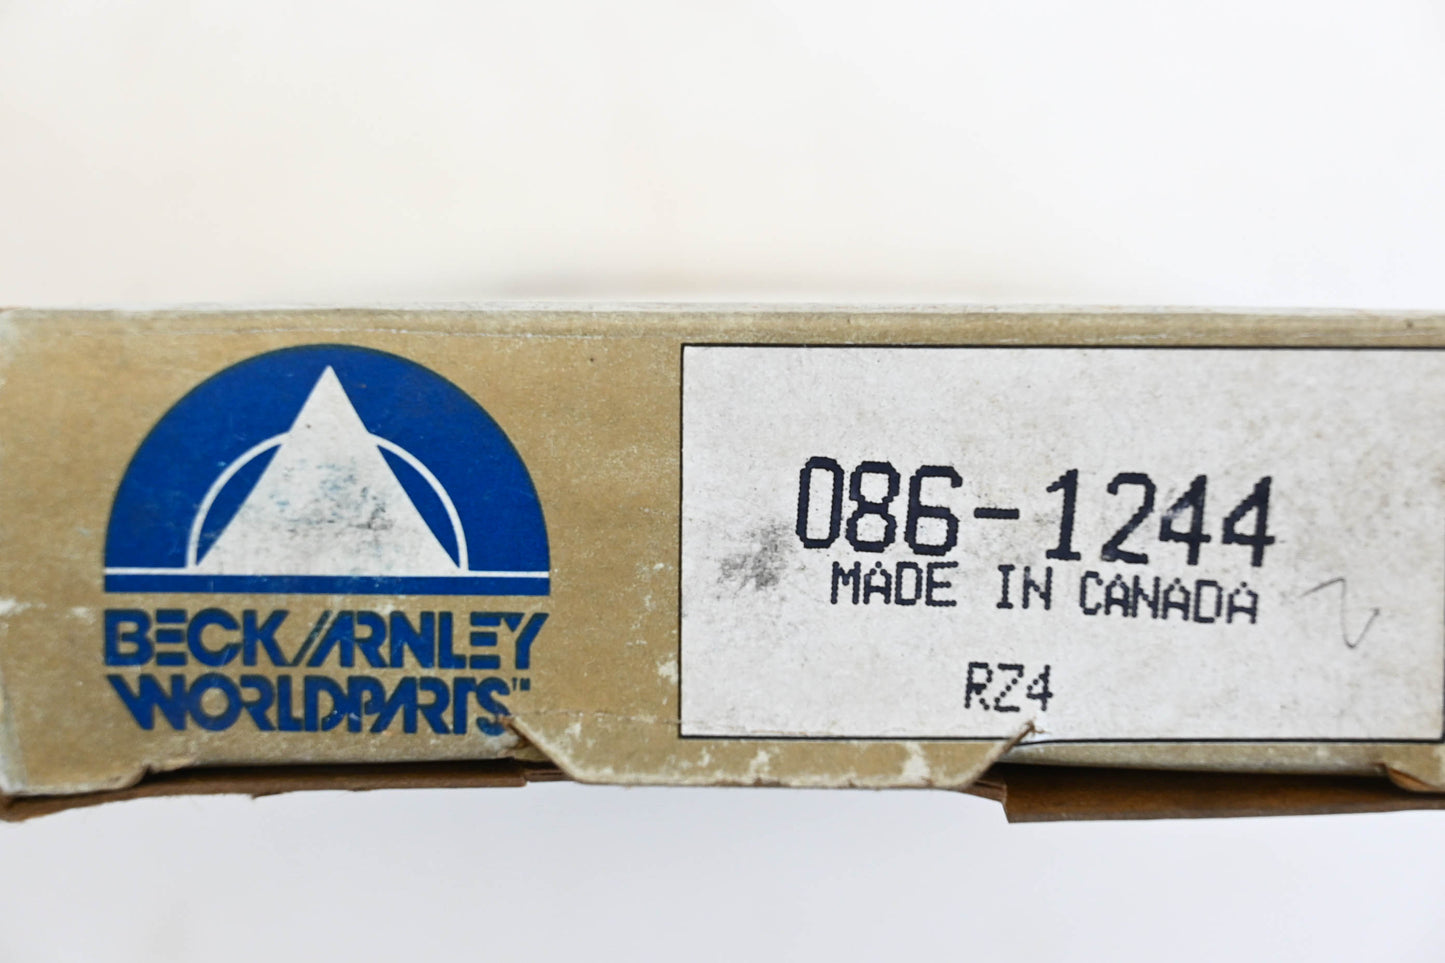 BECK/ARNLEY
WORLDPARTS™
086-1244
MADE IN CANADA
RZ4